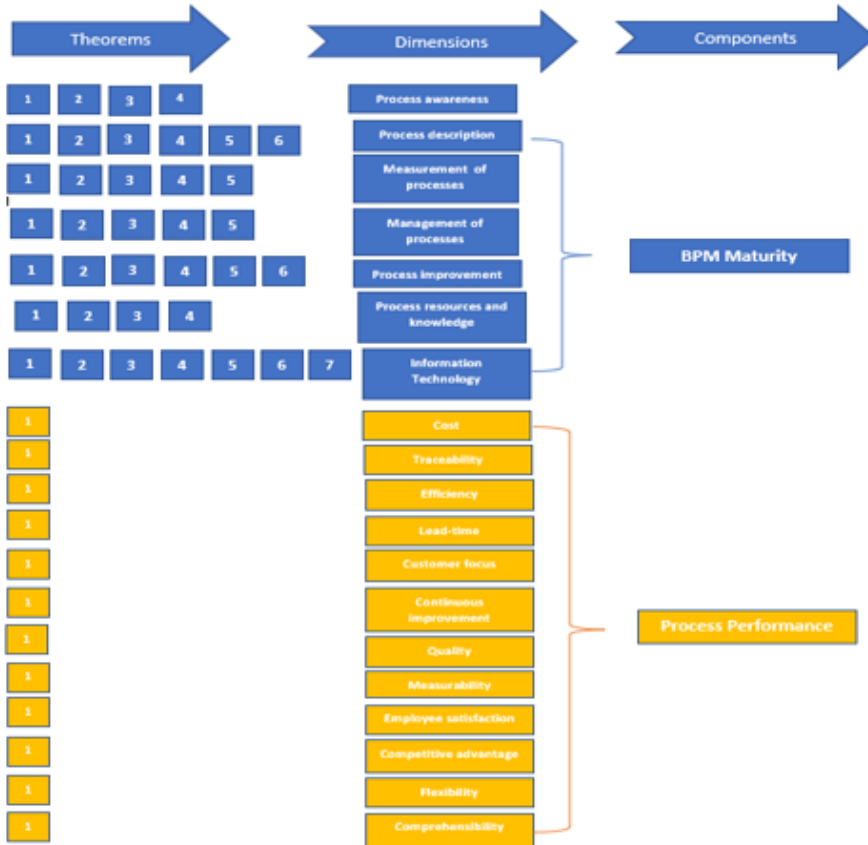 Theorems Dimensions Components
1 2 3 4 Process awareness
1 2 3 4 5 6 Process description
1 2 3 4 5 Measurement of
processes
1 2 3 4 5 Management of
processes
BPM Maturity
1 2 3 4 5 6 Process improvement
1 2 3 4 Process resources and
knowledge
1 2 3 4 5 6 7 Information
Technology
1 Cost
1 Traceability
1 Efficiency
1 Lead-time
1 Customer focus
1 Continuous
improvement
Process Performance
1 Quality
1 Measurability
1 Employee satisfaction
1 Competitive advantage
1 Flexibility
1 Comprehensibility